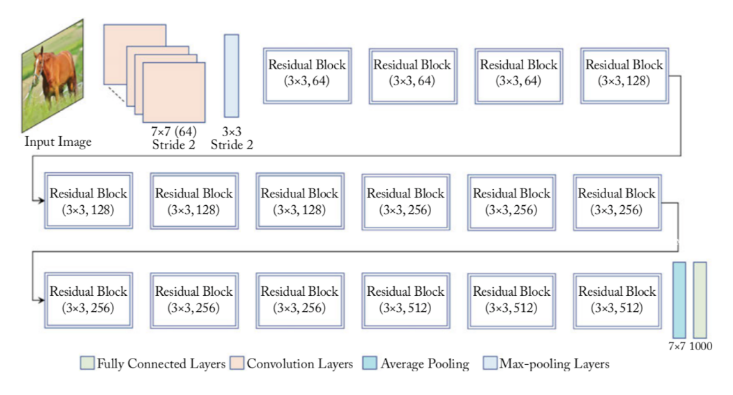 Input Image
7×7 (64)
Stride 2
3×3
Stride 2
Residual Block
(3×3, 64)
Residual Block
(3×3, 64)
Residual Block
(3×3, 64)
Residual Block
(3×3, 128)
Residual Block
(3×3, 128)
Residual Block
(3×3, 128)
Residual Block
(3×3, 128)
Residual Block
(3×3, 256)
Residual Block
(3×3, 256)
Residual Block
(3×3, 256)
Residual Block
(3×3, 256)
Residual Block
(3×3, 256)
Residual Block
(3×3, 256)
Residual Block
(3×3, 512)
Residual Block
(3×3, 512)
Residual Block
(3×3, 512)
7×7 1000
Fully Connected Layers Convolution Layers Average Pooling Max-pooling Layers